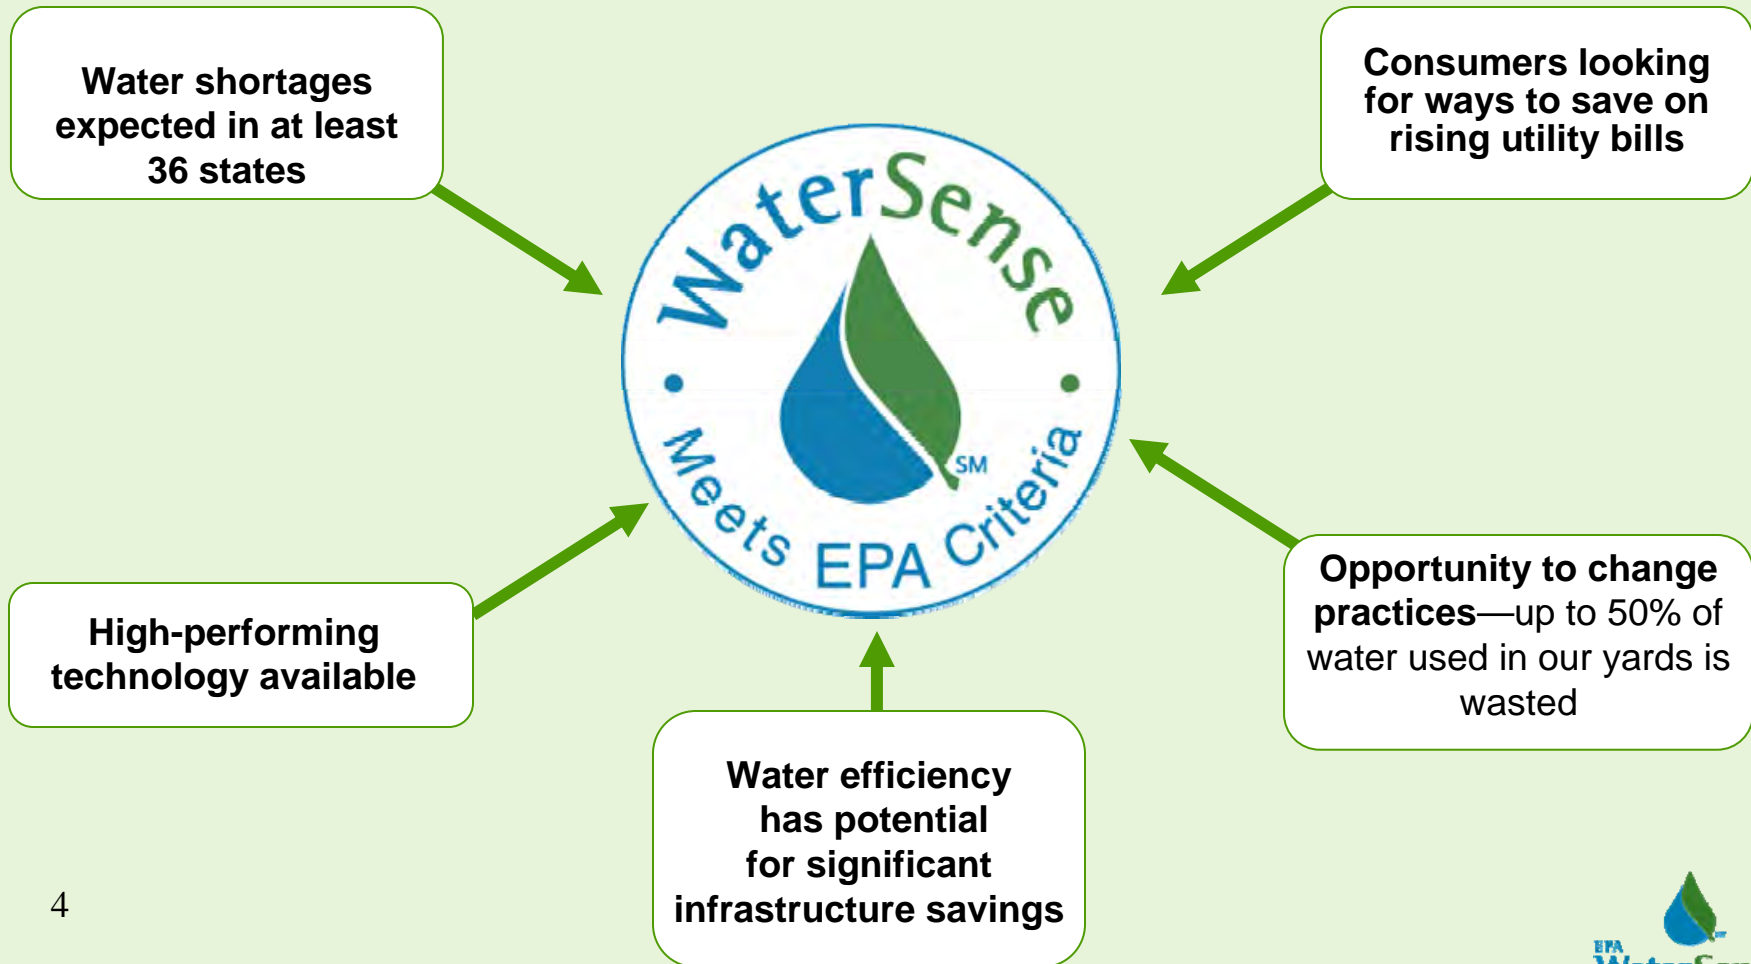 Water shortages
expected in at least
36 states
Consumers looking
for ways to save on
rising utility bills
WaterSense
SM
Meets EPA Criteria
High-performing
technology available
Opportunity to change
practices—up to 50% of
water used in our yards is
wasted
Water efficiency
has potential
for significant
infrastructure savings
4
EPA